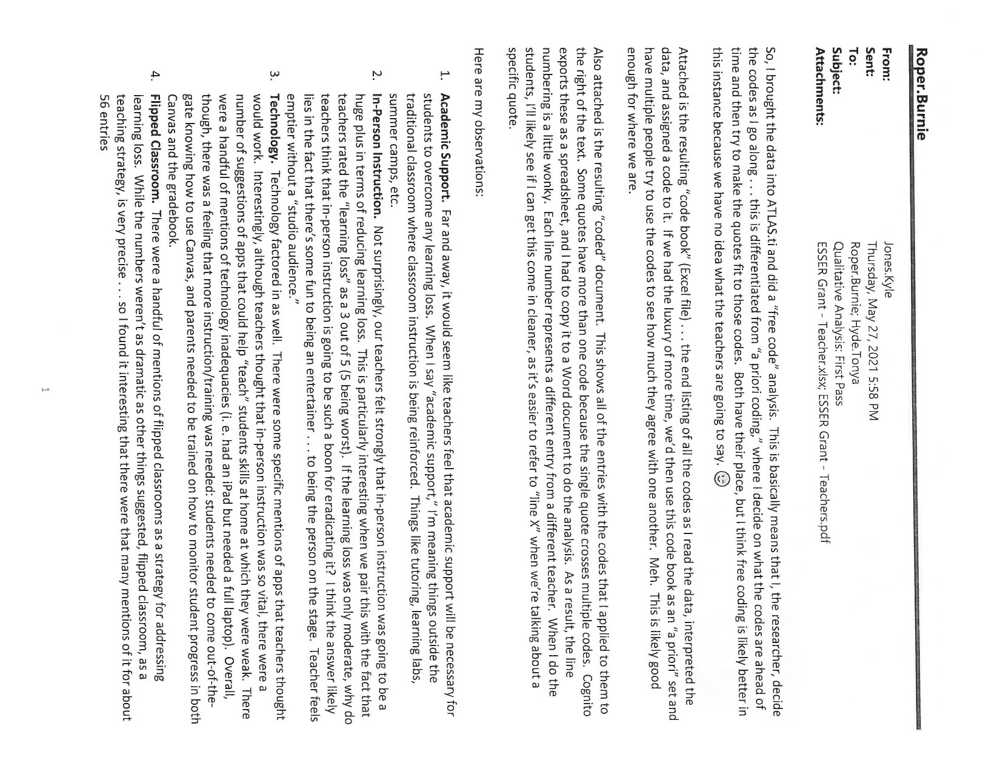 Roper.Burnie
From: Jones.Kyle
Sent: Thursday, May 27, 2021 5:58 PM
To: Roper.Burnie; Hyde.Tonya
Subject: Qualitative Analysis: First Pass
Attachments: ESSER Grant - Teacher.xlsx; ESSER Grant - Teachers.pdf
So, I brought the data into ATLAS.ti and did a “free code” analysis. This is basically means that I, the researcher, decide
the codes as I go along . . . this is differentiated from “a priori coding,” where I decide on what the codes are ahead of
time and then try to make the quotes fit to those codes. Both have their place, but I think free coding is likely better in
this instance because we have no idea what the teachers are going to say. 😊
Attached is the resulting “code book” (Excel file) . . . the end listing of all the codes as I read the data, interpreted the
data, and assigned a code to it. If we had the luxury of more time, we’d then use this code book as an “a priori” set and
have multiple people try to use the codes to see how much they agree with one another. Meh. This is likely good
enough for where we are.
Also attached is the resulting “coded” document. This shows all of the entries with the codes that I applied to them to
the right of the text. Some quotes have more than one code because the single quote crosses multiple codes. Cognito
exports these as a spreadsheet, and I had to copy it to a Word document to do the analysis. As a result, the line
numbering is a little wonky. Each line number represents a different entry from a different teacher. When I do the
students, I’ll likely see if I can get this come in cleaner, as it’s easier to refer to “line X” when we’re talking about a
specific quote.
Here are my observations:
1. Academic Support. Far and away, it would seem like teachers feel that academic support will be necessary for
students to overcome any learning loss. When I say “academic support,” I’m meaning things outside the
traditional classroom where classroom instruction is being reinforced. Things like tutoring, learning labs,
summer camps, etc.
2. In-Person Instruction. Not surprisingly, our teachers felt strongly that in-person instruction was going to be a
huge plus in terms of reducing learning loss. This is particularly interesting when we pair this with the fact that
teachers rated the “learning loss” as a 3 out of 5 (5 being worst). If the learning loss was only moderate, why do
teachers think that in-person instruction is going to be such a boon for eradicating it? I think the answer likely
lies in the fact that there’s some fun to being an entertainer . . . to being the person on the stage. Teacher feels
emptier without a “studio audience.”
3. Technology. Technology factored in as well. There were some specific mentions of apps that teachers thought
would work. Interestingly, although teachers thought that in-person instruction was so vital, there were a
number of suggestions of apps that could help “teach” students skills at home at which they were weak. There
were a handful of mentions of technology inadequacies (i. e. had an iPad but needed a full laptop). Overall,
though, there was a feeling that more instruction/training was needed: students needed to come out-of-the-
gate knowing how to use Canvas, and parents needed to be trained on how to monitor student progress in both
Canvas and the gradebook.
4. Flipped Classroom. There were a handful of mentions of flipped classrooms as a strategy for addressing
learning loss. While the numbers weren’t as dramatic as other things suggested, flipped classroom, as a
teaching strategy, is very precise . . . so I found it interesting that there were that many mentions of it for about
56 entries
1